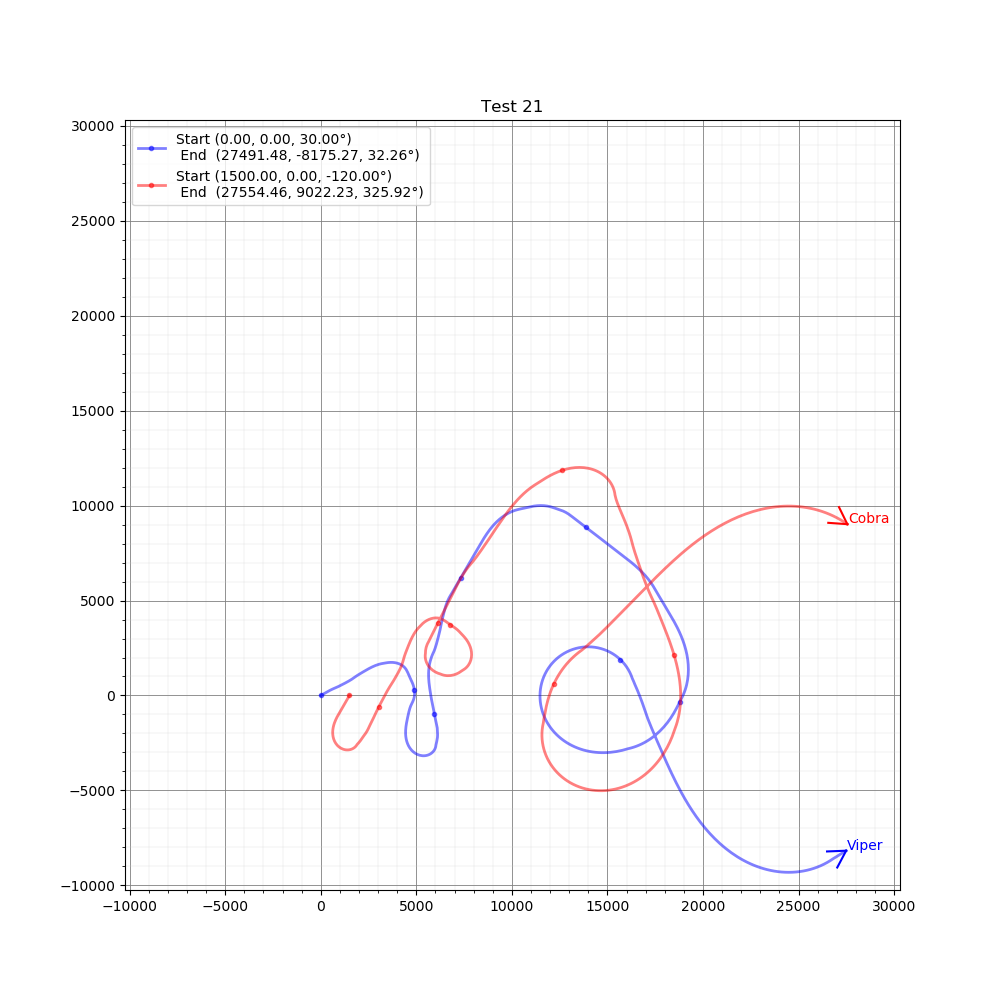 Test 21
Start (0.00, 0.00, 30.00°)
End (27491.48, -8175.27, 32.26°)
Start (1500.00, 0.00, -120.00°)
End (27554.46, 9022.23, 325.92°)
30000
25000
20000
15000
10000
5000
0
−5000
−10000
Cobra
Viper
−10000 −5000 0 5000 10000 15000 20000 25000 30000